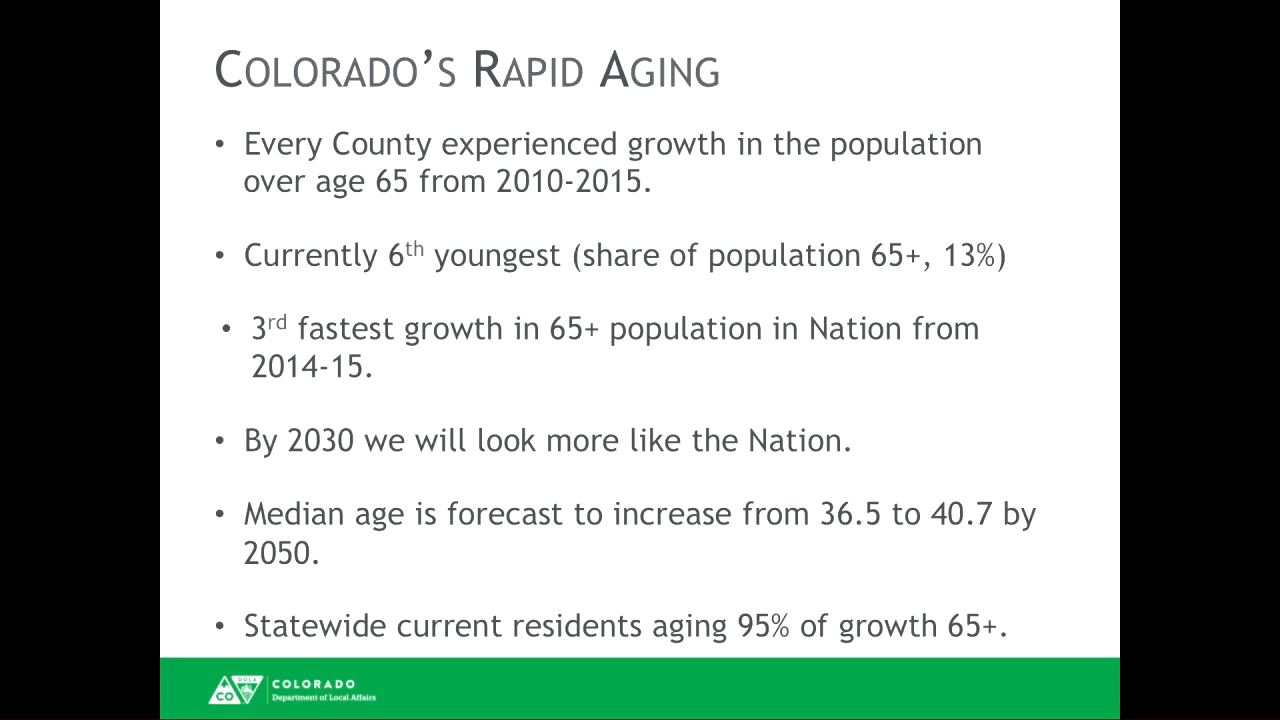 Colorado’s Rapid Aging
• Every County experienced growth in the population
over age 65 from 2010-2015.
• Currently 6th youngest (share of population 65+, 13%)
• 3rd fastest growth in 65+ population in Nation from
2014-15.
• By 2030 we will look more like the Nation.
• Median age is forecast to increase from 36.5 to 40.7 by
2050.
• Statewide current residents aging 95% of growth 65+.
CO
DOLA
COLORADO
Department of Local Affairs